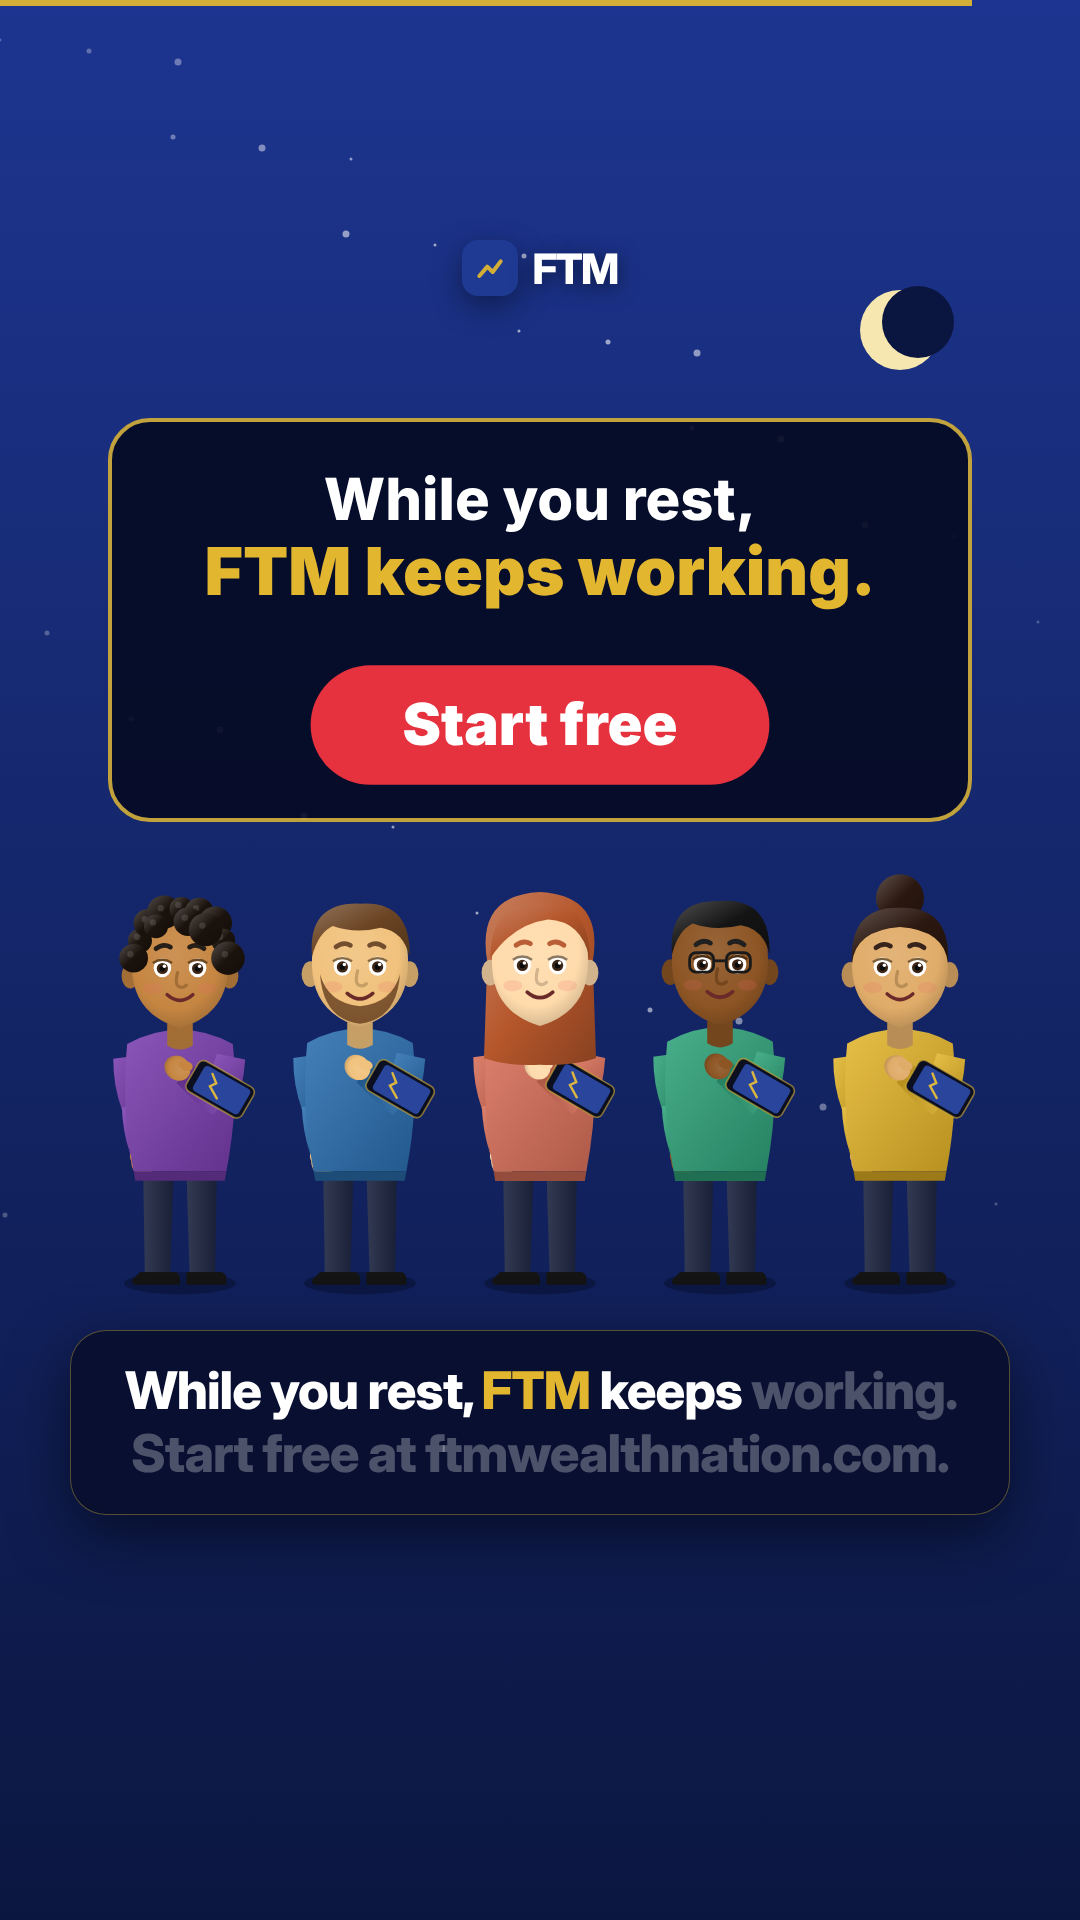 FTM
While you rest,
FTM keeps working.
Start free
While you rest, FTM keeps working.
Start free at ftmwealthnation.com.